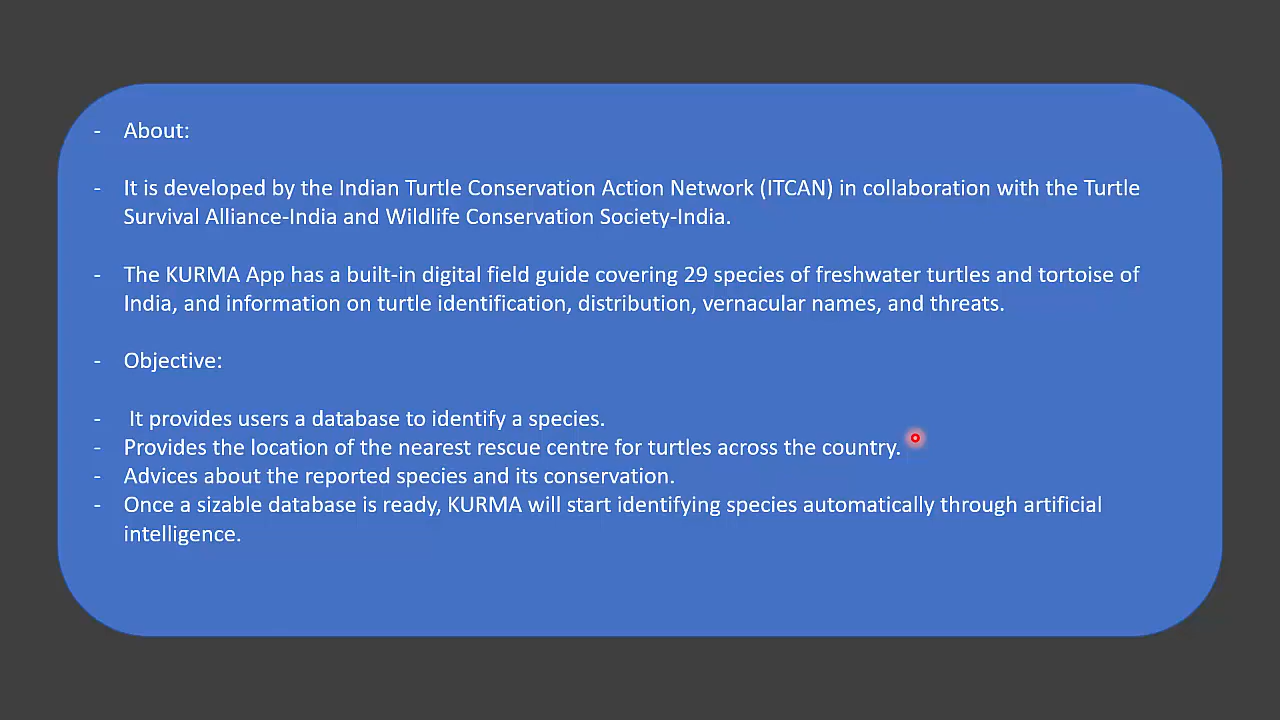 - About:
- It is developed by the Indian Turtle Conservation Action Network (ITCAN) in collaboration with the Turtle
Survival Alliance-India and Wildlife Conservation Society-India.
- The KURMA App has a built-in digital field guide covering 29 species of freshwater turtles and tortoise of
India, and information on turtle identification, distribution, vernacular names, and threats.
- Objective:
- It provides users a database to identify a species.
- Provides the location of the nearest rescue centre for turtles across the country.
- Advices about the reported species and its conservation.
- Once a sizable database is ready, KURMA will start identifying species automatically through artificial
intelligence.